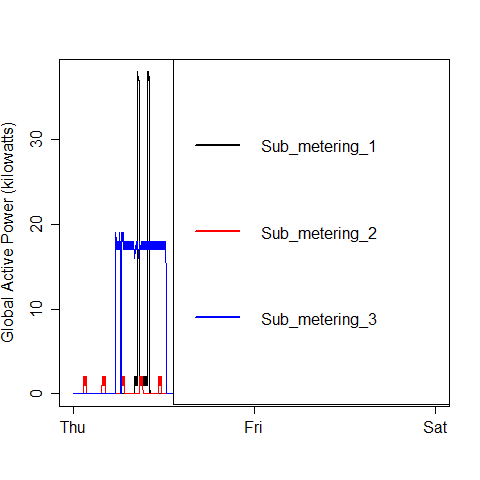 Global Active Power (kilowatts)
30
20
10
0
Sub_metering_1
Sub_metering_2
Sub_metering_3
Thu
Fri
Sat